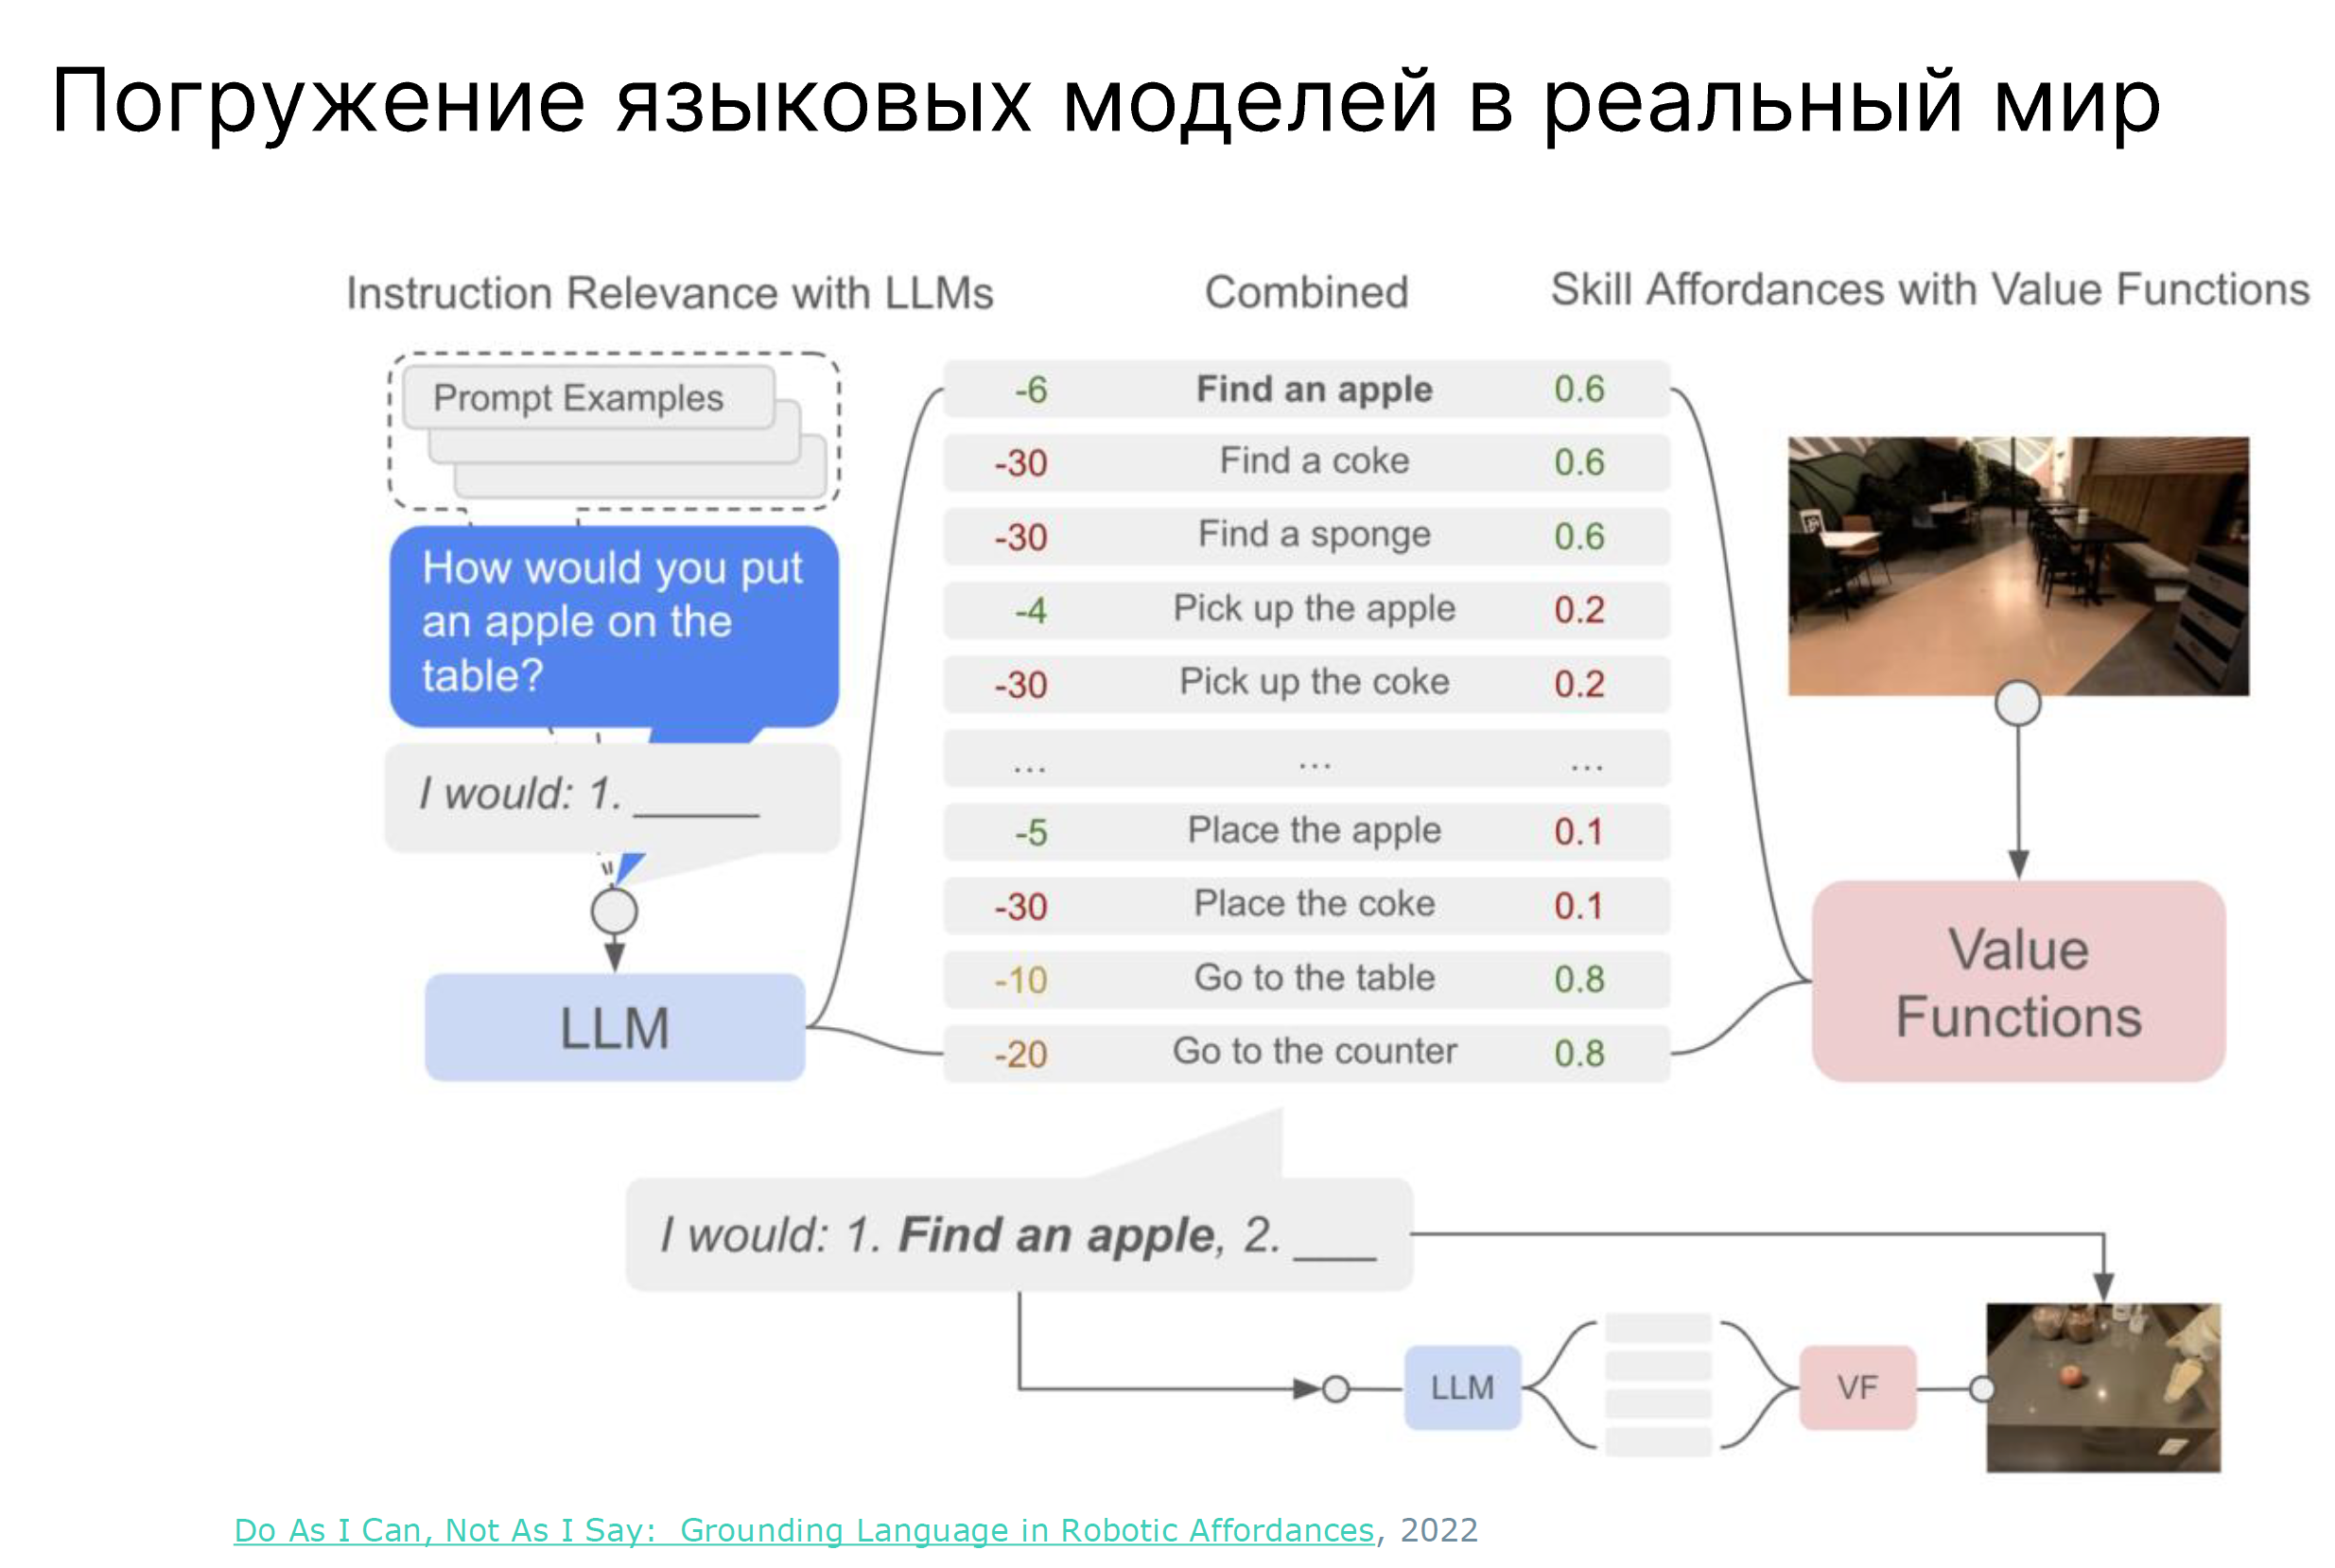 Погружение языковых моделей в реальный мир
Instruction Relevance with LLMs
Combined
Skill Affordances with Value Functions
Prompt Examples
How would you put
an apple on the
table?
I would: 1. ______
LLM
-6 Find an apple 0.6
-30 Find a coke 0.6
-30 Find a sponge 0.6
-4 Pick up the apple 0.2
-30 Pick up the coke 0.2
... ... ...
-5 Place the apple 0.1
-30 Place the coke 0.1
-10 Go to the table 0.8
-20 Go to the counter 0.8
Value
Functions
I would: 1. Find an apple, 2. ____
LLM
VF
Do As I Can, Not As I Say: Grounding Language in Robotic Affordances, 2022